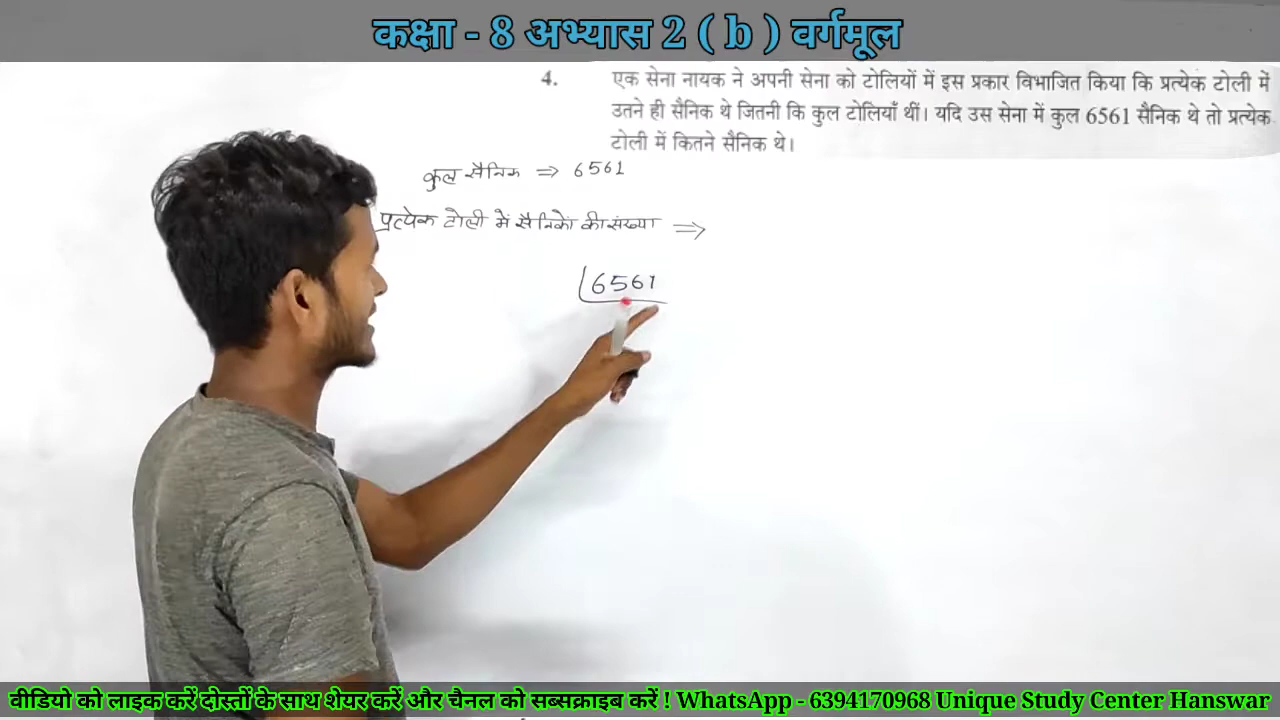 कक्षा - 8 अभ्यास 2 ( b ) वर्गमूल
4. एक सेना नायक ने अपनी सेना को टोलियों में इस प्रकार विभाजित किया कि प्रत्येक टोली में
उतने ही सैनिक थे जितनी कि कुल टोलियाँ थीं। यदि उस सेना में कुल 6561 सैनिक थे तो प्रत्येक
टोली में कितने सैनिक थे।
कुल सैनिक ⇒ 6561
प्रत्येक टोली में सैनिकों की संख्या ⇒
6561
वीडियो को लाइक करें दोस्तों के साथ शेयर करें और चैनल को सब्सक्राइब करें ! WhatsApp - 6394170968 Unique Study Center Hanswar